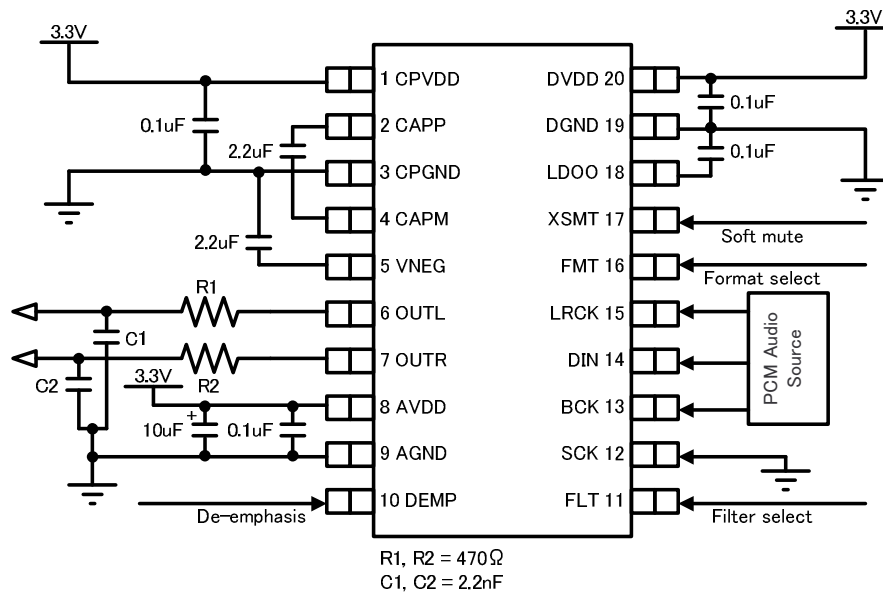 3.3V
3.3V
1 CPVDD
DVDD 20
0.1uF
0.1uF
2 CAPP
DGND 19
2.2uF
0.1uF
3 CPGND
LDOO 18
4 CAPM
XSMT 17
Soft mute
2.2uF
5 VNEG
FMT 16
Format select
R1
6 OUTL
LRCK 15
C1
PCM Audio
Source
7 OUTR
DIN 14
C2
R2
3.3V
8 AVDD
BCK 13
+
10uF
0.1uF
9 AGND
SCK 12
10 DEMP
FLT 11
De-emphasis
Filter select
R1, R2 = 470Ω
C1, C2 = 2.2nF